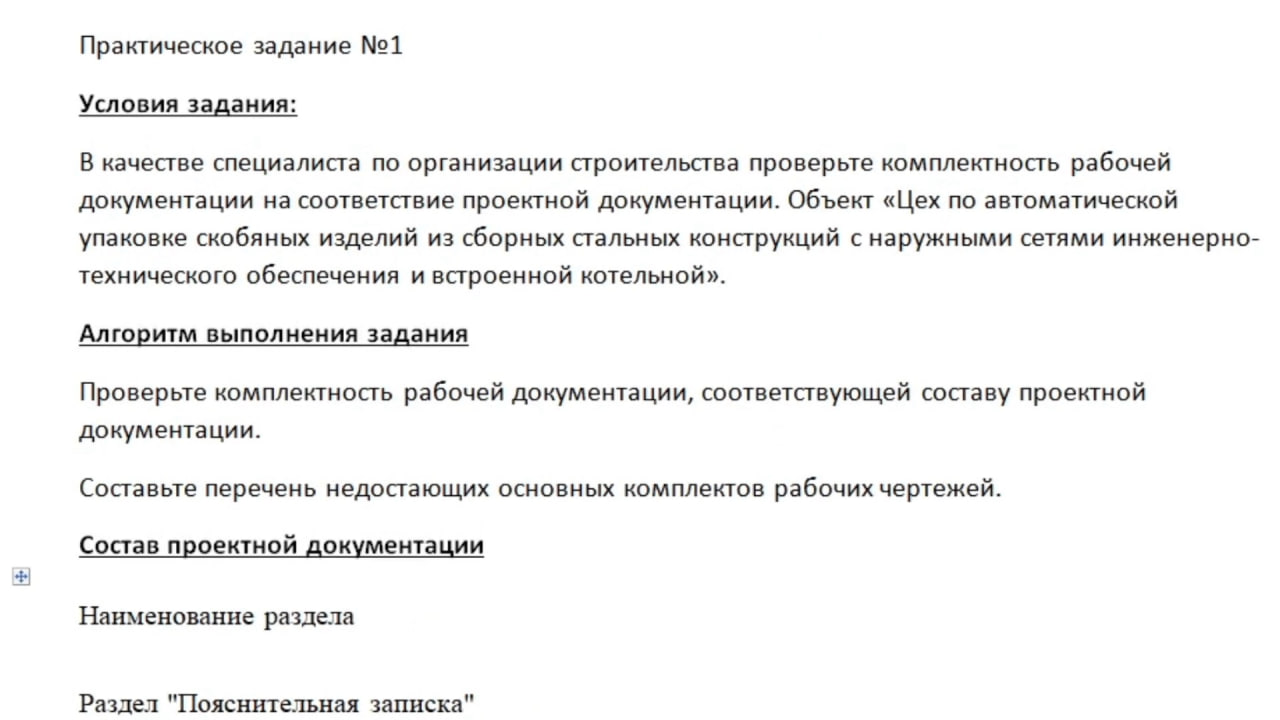 Практическое задание №1
Условия задания:
В качестве специалиста по организации строительства проверьте комплектность рабочей
документации на соответствие проектной документации. Объект «Цех по автоматической
упаковке скобяных изделий из сборных стальных конструкций с наружными сетями инженерно-
технического обеспечения и встроенной котельной».
Алгоритм выполнения задания
Проверьте комплектность рабочей документации, соответствующей составу проектной
документации.
Составьте перечень недостающих основных комплектов рабочих чертежей.
Состав проектной документации
Наименование раздела
Раздел "Пояснительная записка"